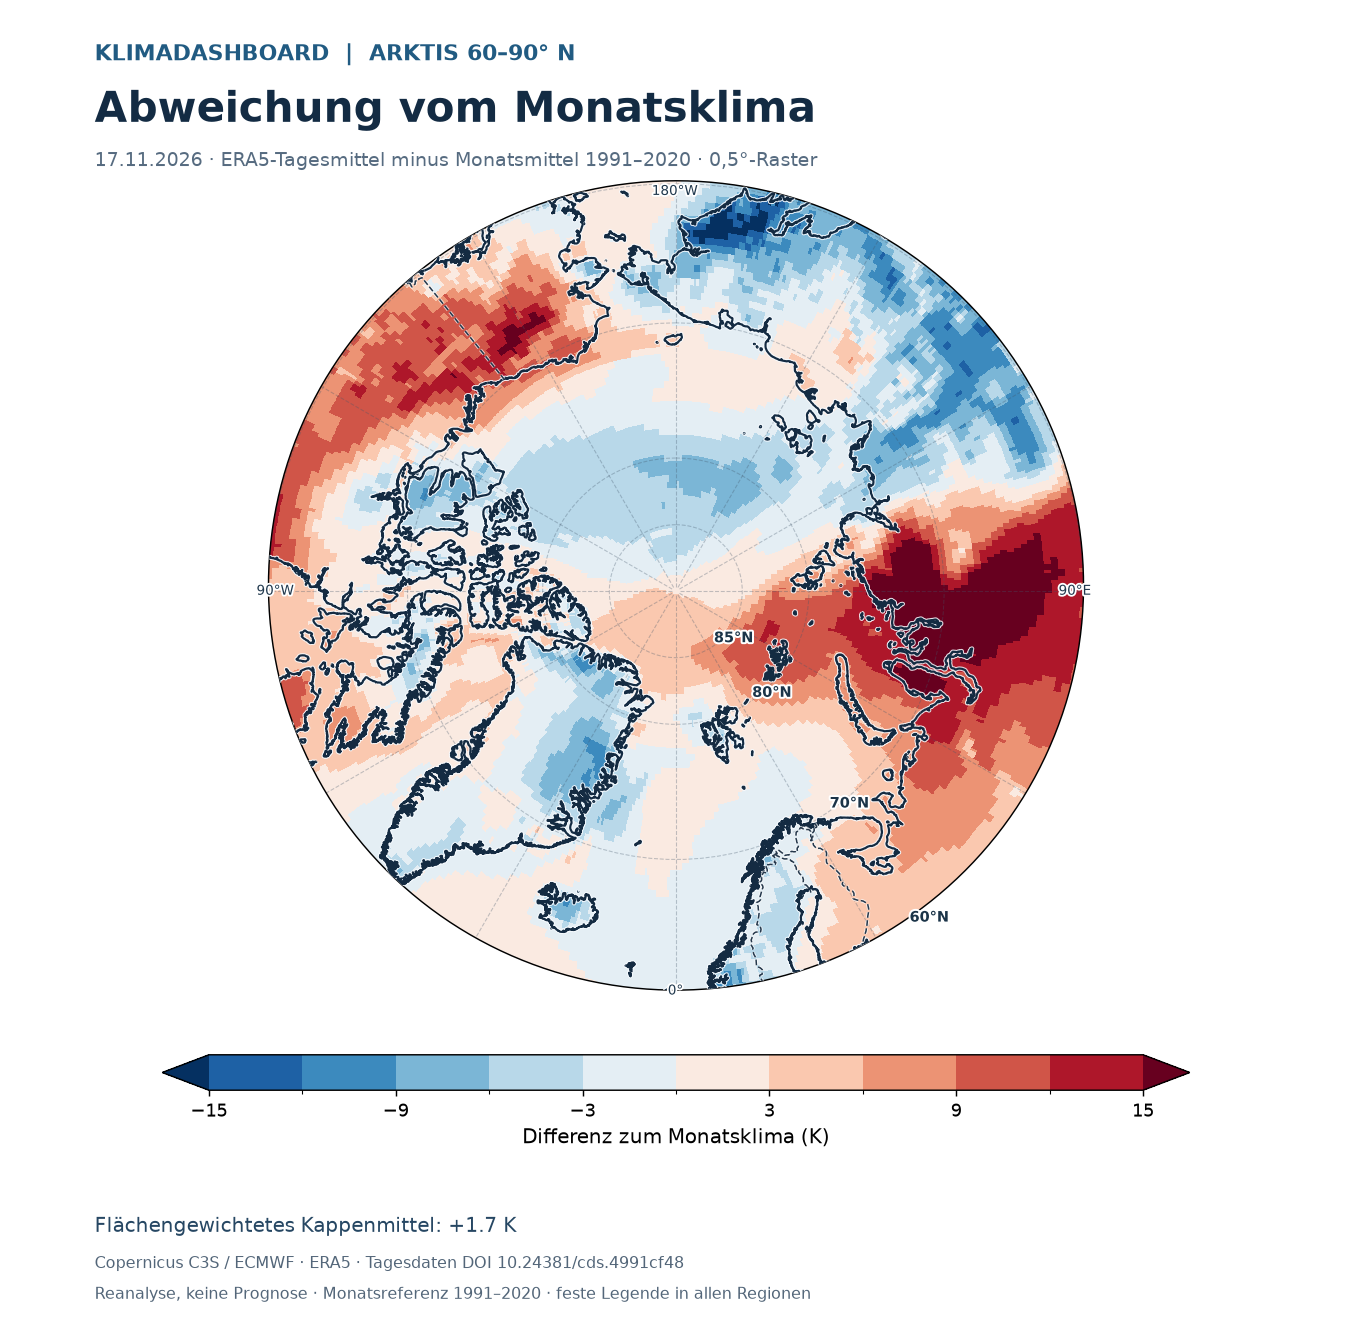 KLIMADASHBOARD | ARKTIS 60–90° N
Abweichung vom Monatsklima
17.11.2026 · ERA5-Tagesmittel minus Monatsmittel 1991–2020 · 0,5°-Raster
180°W
90°W
90°E
85°N
80°N
70°N
60°N
0°
−15 −9 −3 3 9 15
Differenz zum Monatsklima (K)
Flächengewichtetes Kappenmittel: +1.7 K
Copernicus C3S / ECMWF · ERA5 · Tagesdaten DOI 10.24381/cds.4991cf48
Reanalyse, keine Prognose · Monatsreferenz 1991–2020 · feste Legende in allen Regionen